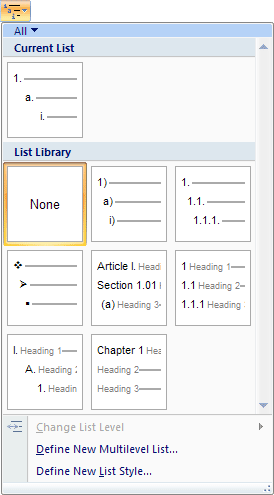 All
Current List
1.
a.
i.
List Library
None
1)
a)
i)
1.
1.1.
1.1.1.
Article I. Headi
Section 1.01 H
(a) Heading 3
1 Heading 1
1.1 Heading 2
1.1.1 Heading
I. Heading 1
A. Heading 2
1. Headin
Chapter 1 Hea
Heading 2
Heading 3
Change List Level
Define New Multilevel List...
Define New List Style...